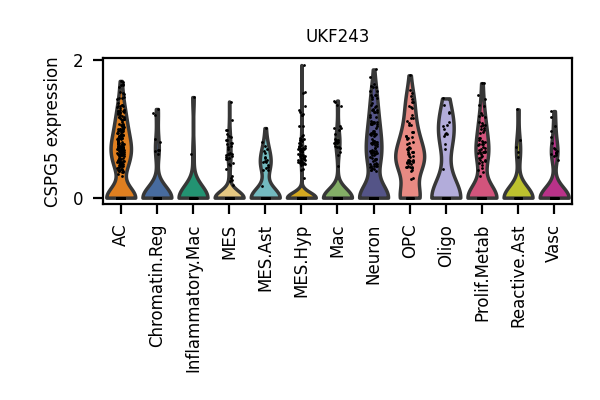 UKF243
CSPG5 expression
2
0
AC
Chromatin.Reg
Inflammatory.Mac
MES
MES.Ast
MES.Hyp
Mac
Neuron
OPC
Oligo
Prolif.Metab
Reactive.Ast
Vasc